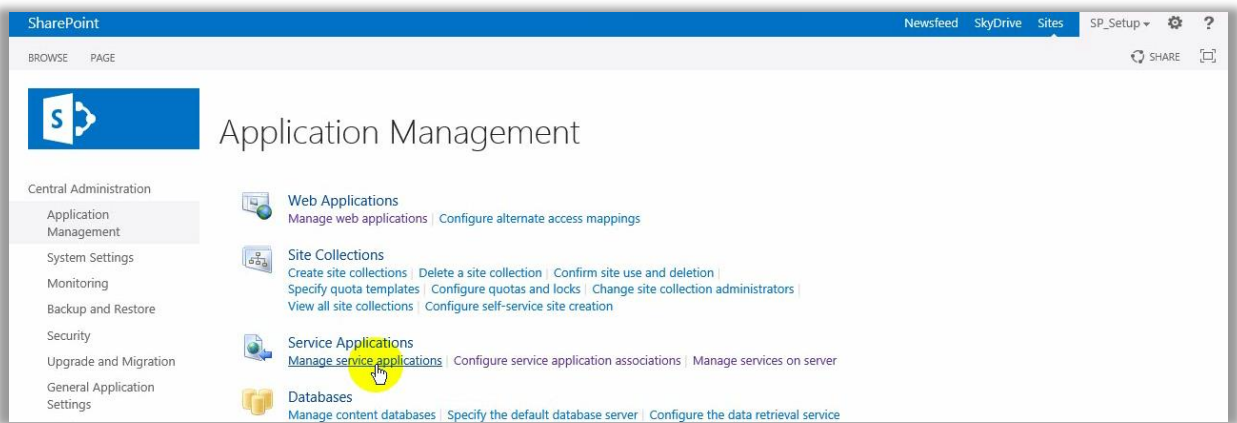 SharePoint
Newsfeed SkyDrive Sites SP_Setup ?
BROWSE PAGE
SHARE
S
Application Management
Central Administration
Application
Management
System Settings
Monitoring
Backup and Restore
Security
Upgrade and Migration
General Application
Settings
Web Applications
Manage web applications | Configure alternate access mappings
Site Collections
Create site collections | Delete a site collection | Confirm site use and deletion |
Specify quota templates | Configure quotas and locks | Change site collection administrators |
View all site collections | Configure self-service site creation
Service Applications
Manage service applications | Configure service application associations | Manage services on server
Databases
Manage content databases | Specify the default database server | Configure the data retrieval service